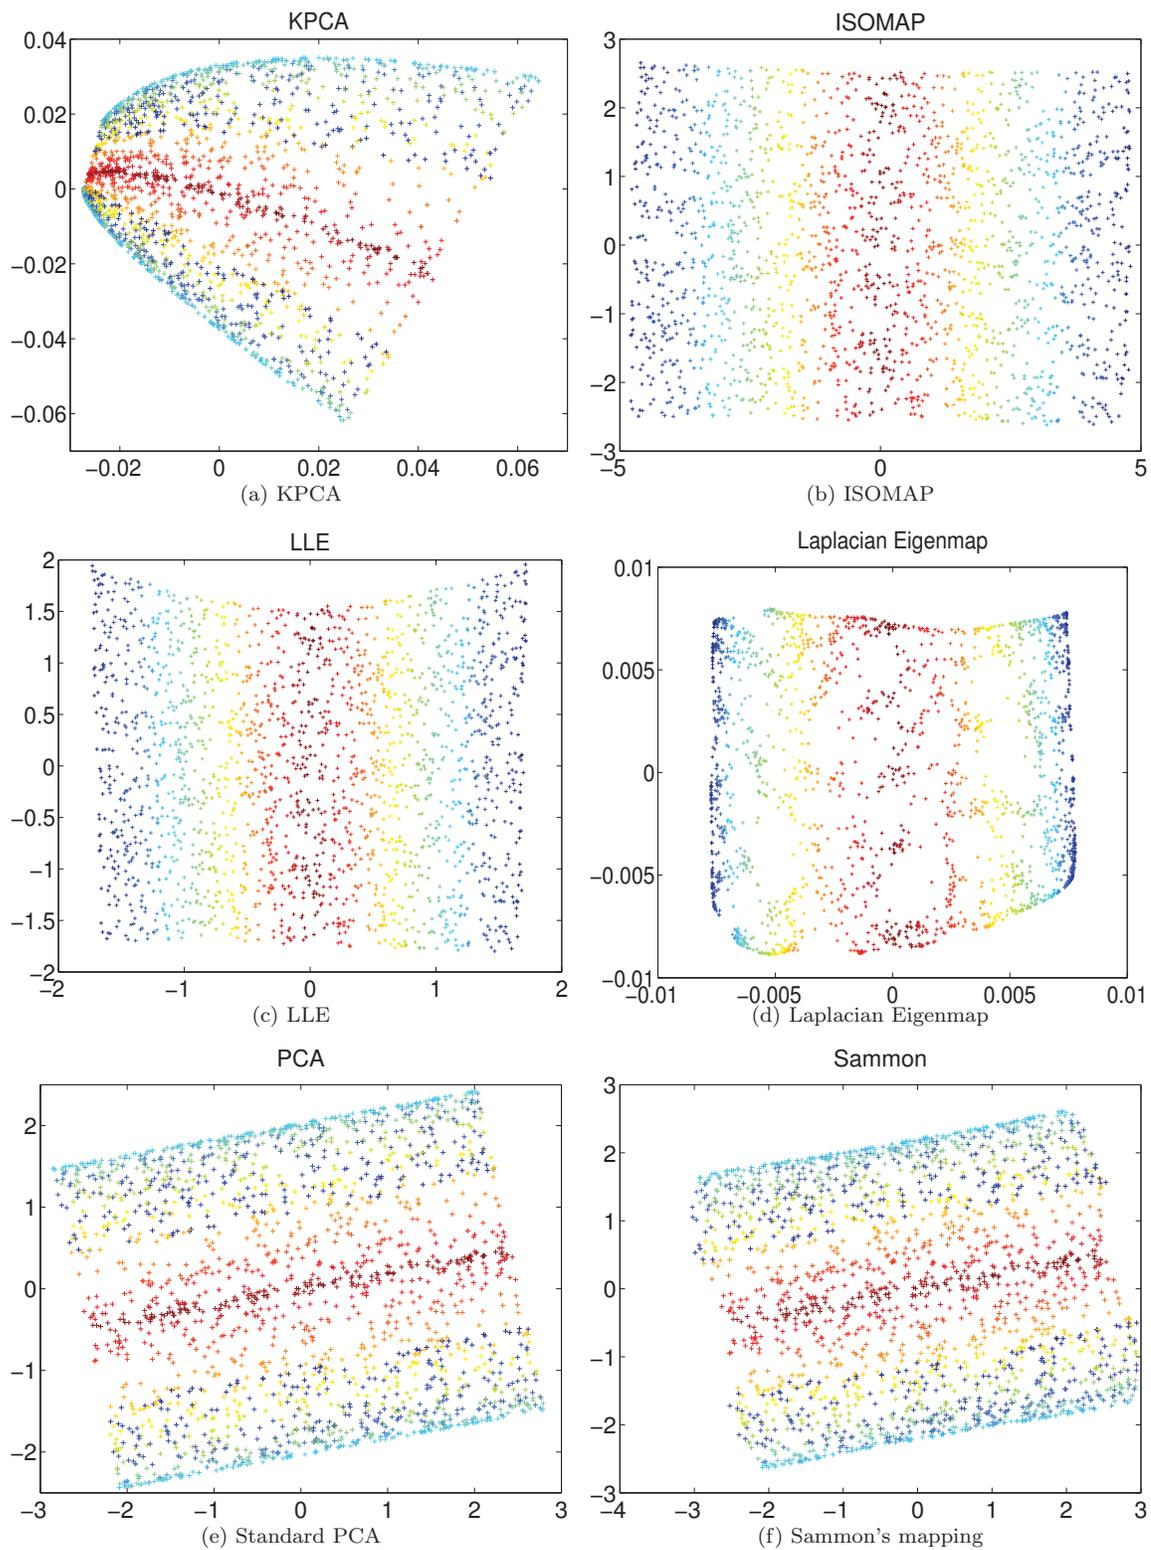 KPCA
0.04
0.02
0
−0.02
−0.04
−0.06
−0.02 0 0.02 0.04 0.06
(a) KPCA
ISOMAP
3
2
1
0
−1
−2
−3
−5 0 5
(b) ISOMAP
LLE
2
1.5
1
0.5
0
−0.5
−1
−1.5
−2
−2 −1 0 1 2
(c) LLE
Laplacian Eigenmap
0.01
0.005
0
−0.005
−0.01
−0.01 −0.005 0 0.005 0.01
(d) Laplacian Eigenmap
PCA
2
1
0
−1
−2
−3 −2 −1 0 1 2 3
(e) Standard PCA
Sammon
3
2
1
0
−1
−2
−3
−4 −3 −2 −1 0 1 2 3
(f) Sammon's mapping